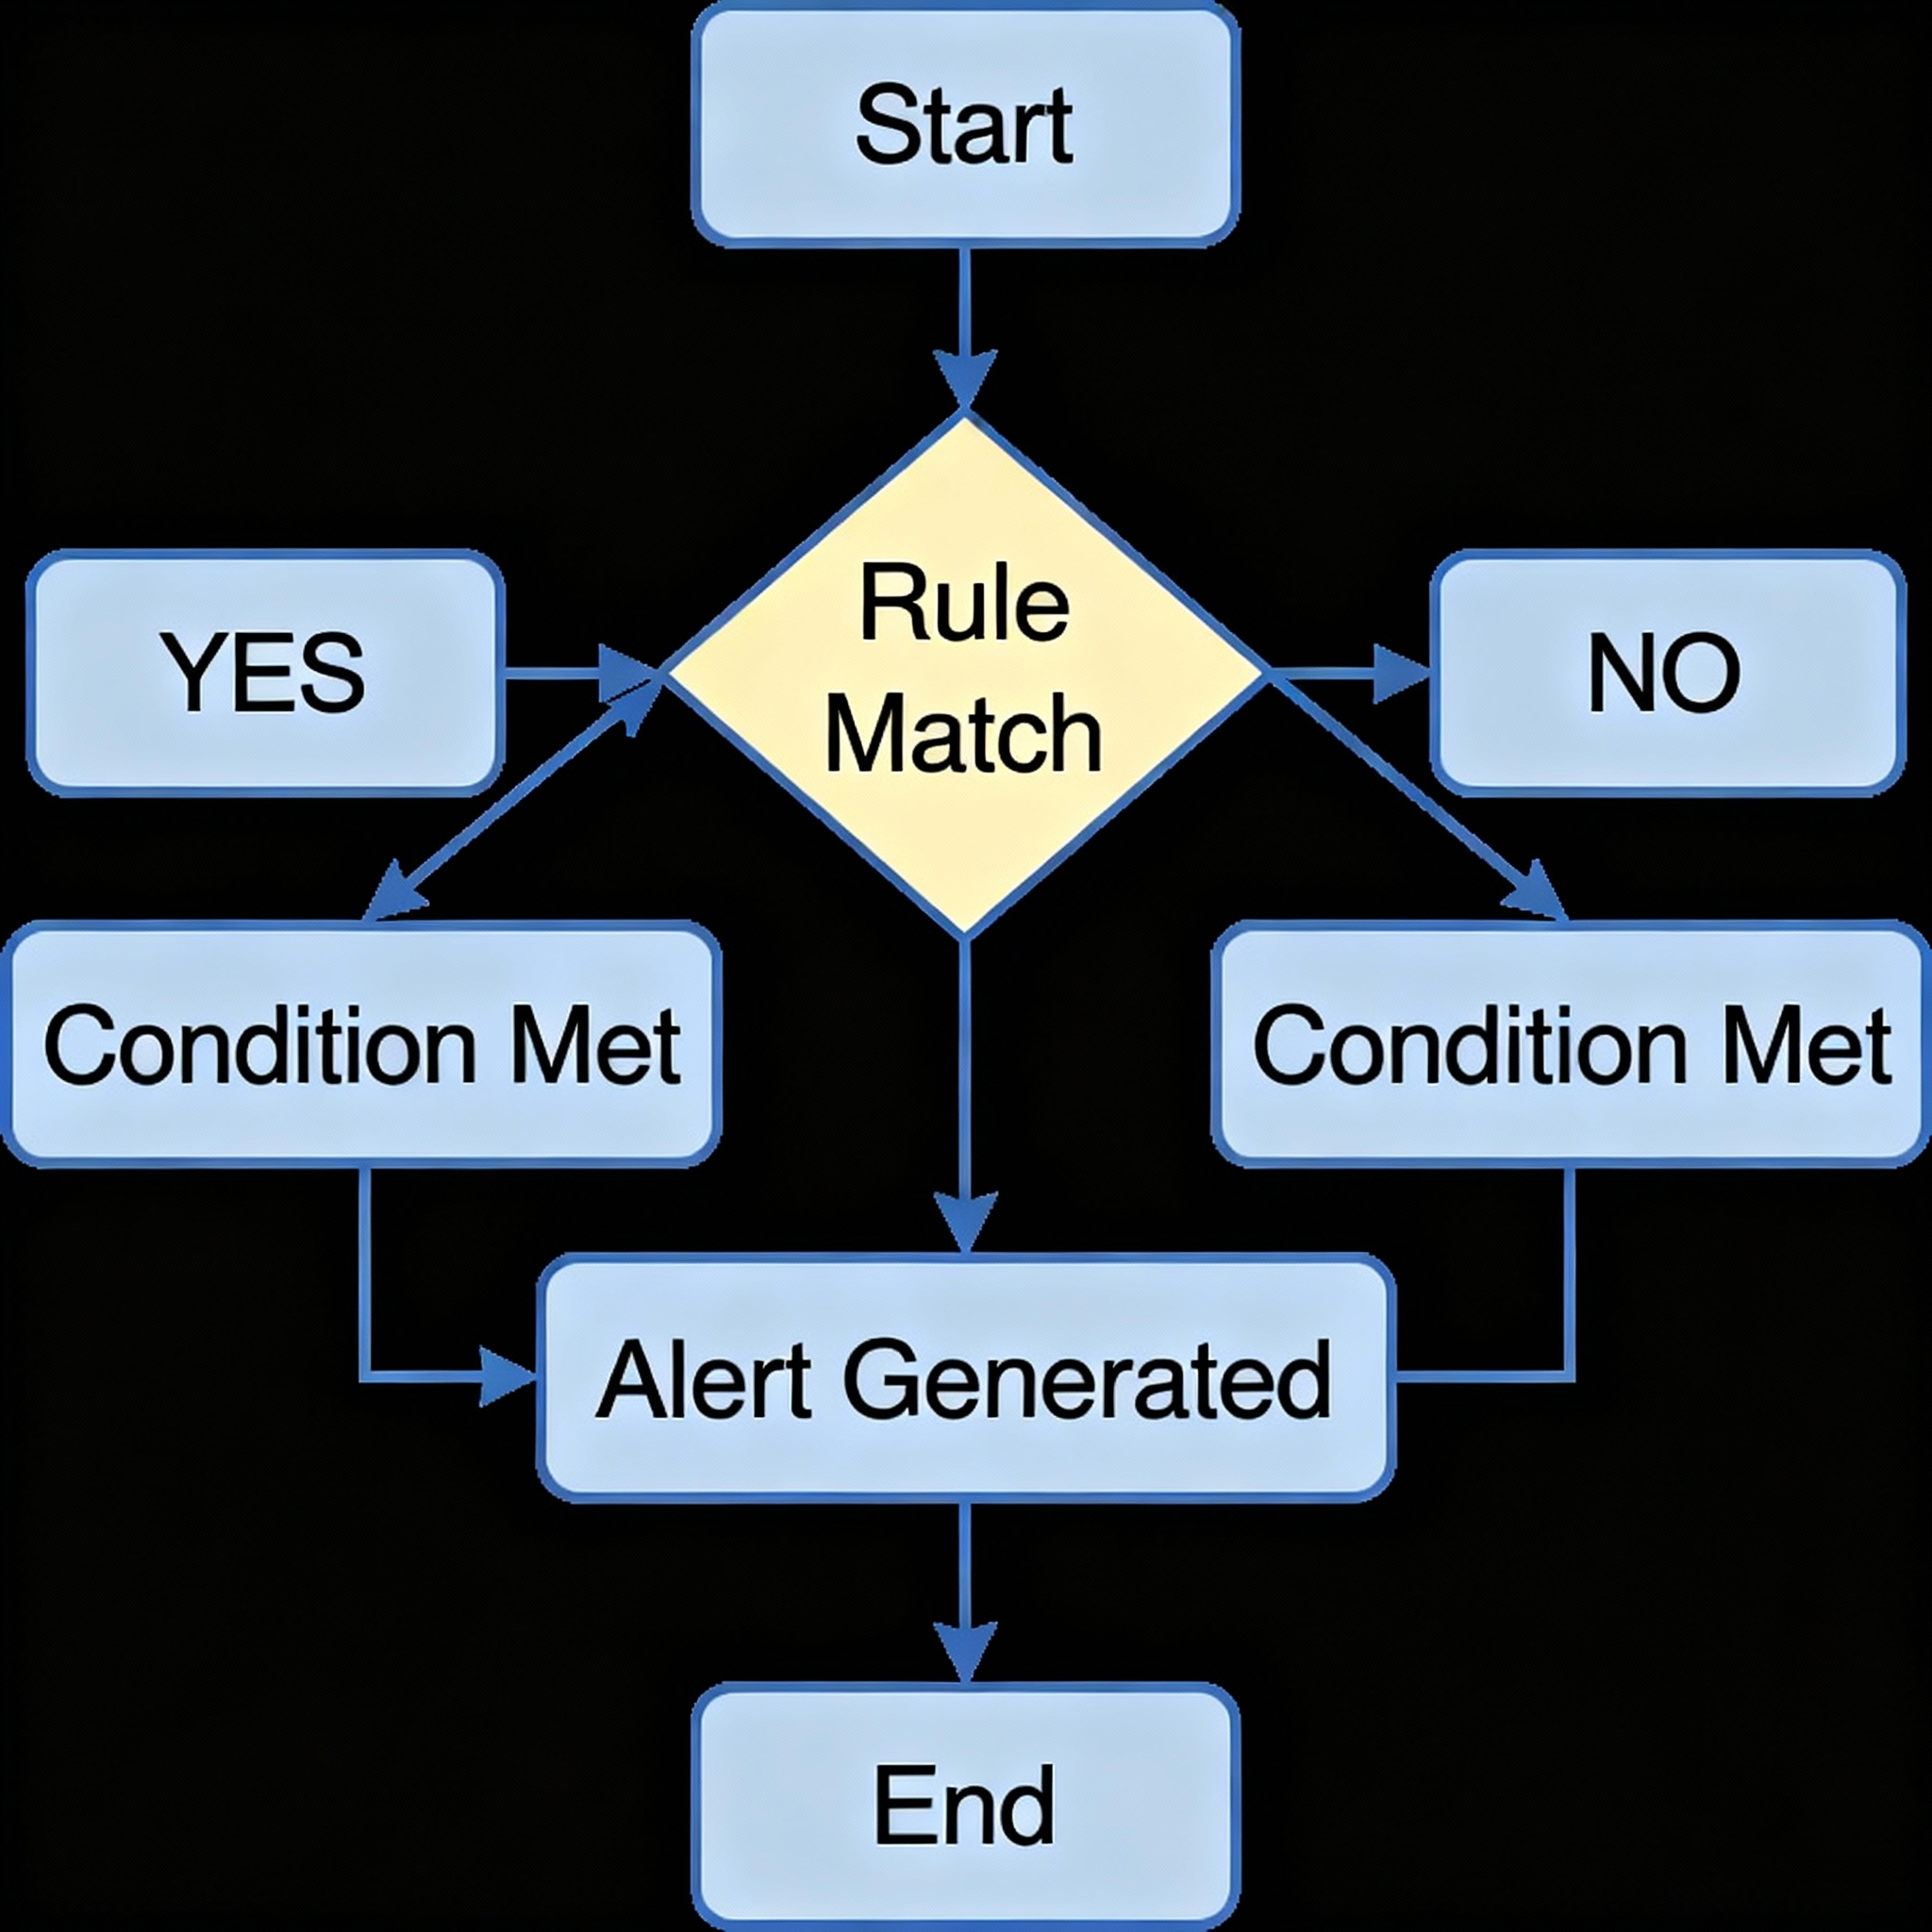 Start
Rule
Match
YES
NO
Condition Met
Condition Met
Alert Generated
End